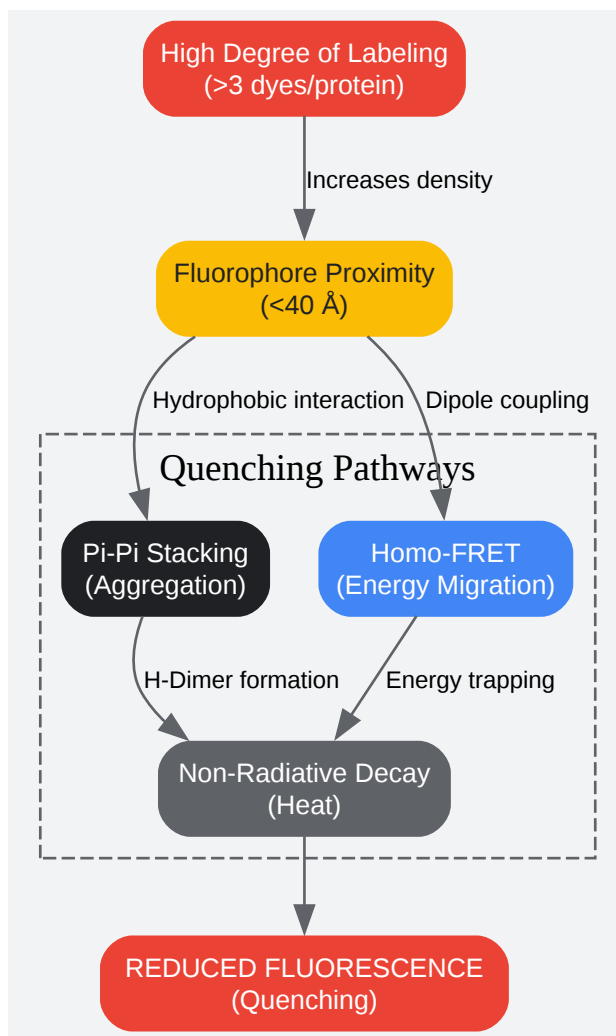 High Degree of Labeling
(>3 dyes/protein)
Increases density
Fluorophore Proximity
(<40 Å)
Hydrophobic interaction
Dipole coupling
Quenching Pathways
Pi-Pi Stacking
(Aggregation)
Homo-FRET
(Energy Migration)
H-Dimer formation
Energy trapping
Non-Radiative Decay
(Heat)
REDUCED FLUORESCENCE
(Quenching)